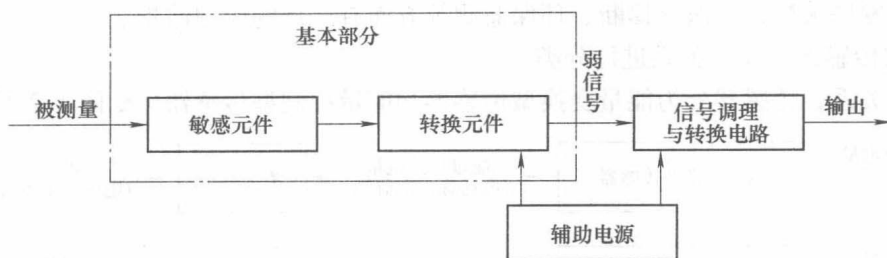 基本部分
弱信号
被测量
敏感元件
转换元件
信号调理
与转换电路
输出
辅助电源